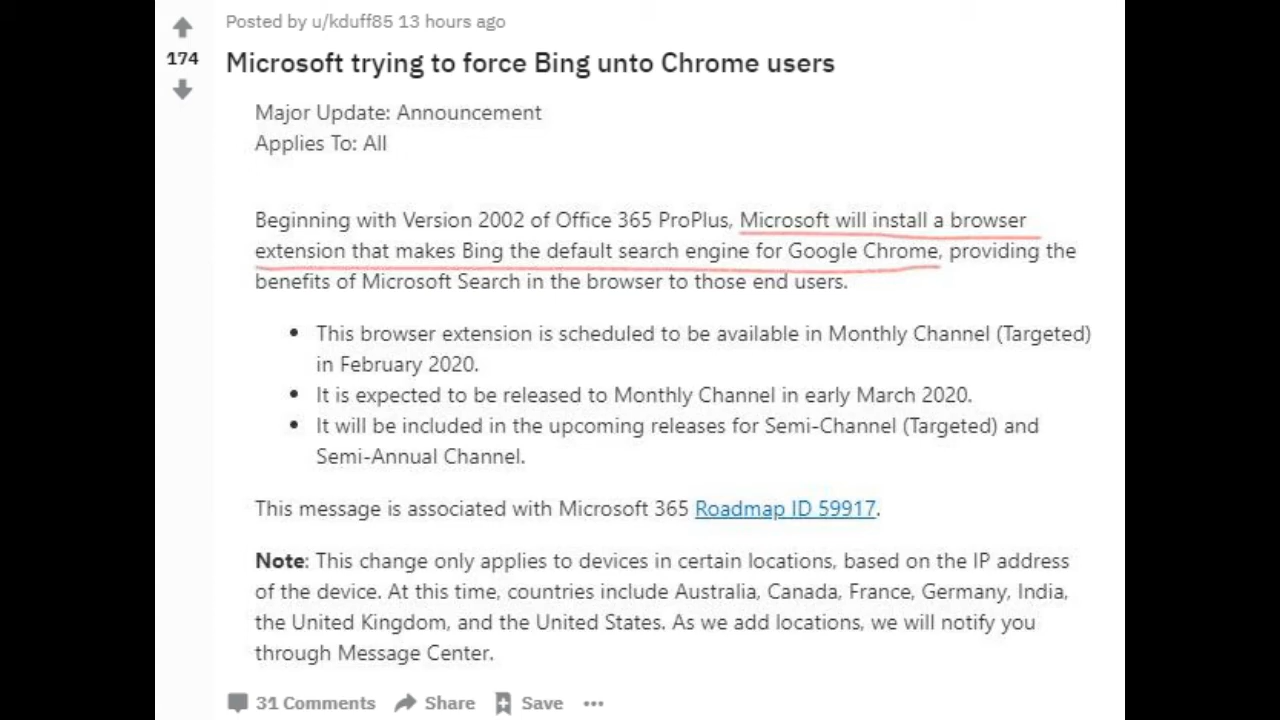 Posted by u/kduff85 13 hours ago
174
Microsoft trying to force Bing unto Chrome users
Major Update: Announcement
Applies To: All
Beginning with Version 2002 of Office 365 ProPlus, Microsoft will install a browser
extension that makes Bing the default search engine for Google Chrome, providing the
benefits of Microsoft Search in the browser to those end users.
• This browser extension is scheduled to be available in Monthly Channel (Targeted)
in February 2020.
• It is expected to be released to Monthly Channel in early March 2020.
• It will be included in the upcoming releases for Semi-Channel (Targeted) and
Semi-Annual Channel.
This message is associated with Microsoft 365 Roadmap ID 59917.
Note: This change only applies to devices in certain locations, based on the IP address
of the device. At this time, countries include Australia, Canada, France, Germany, India,
the United Kingdom, and the United States. As we add locations, we will notify you
through Message Center.
31 Comments Share Save •••